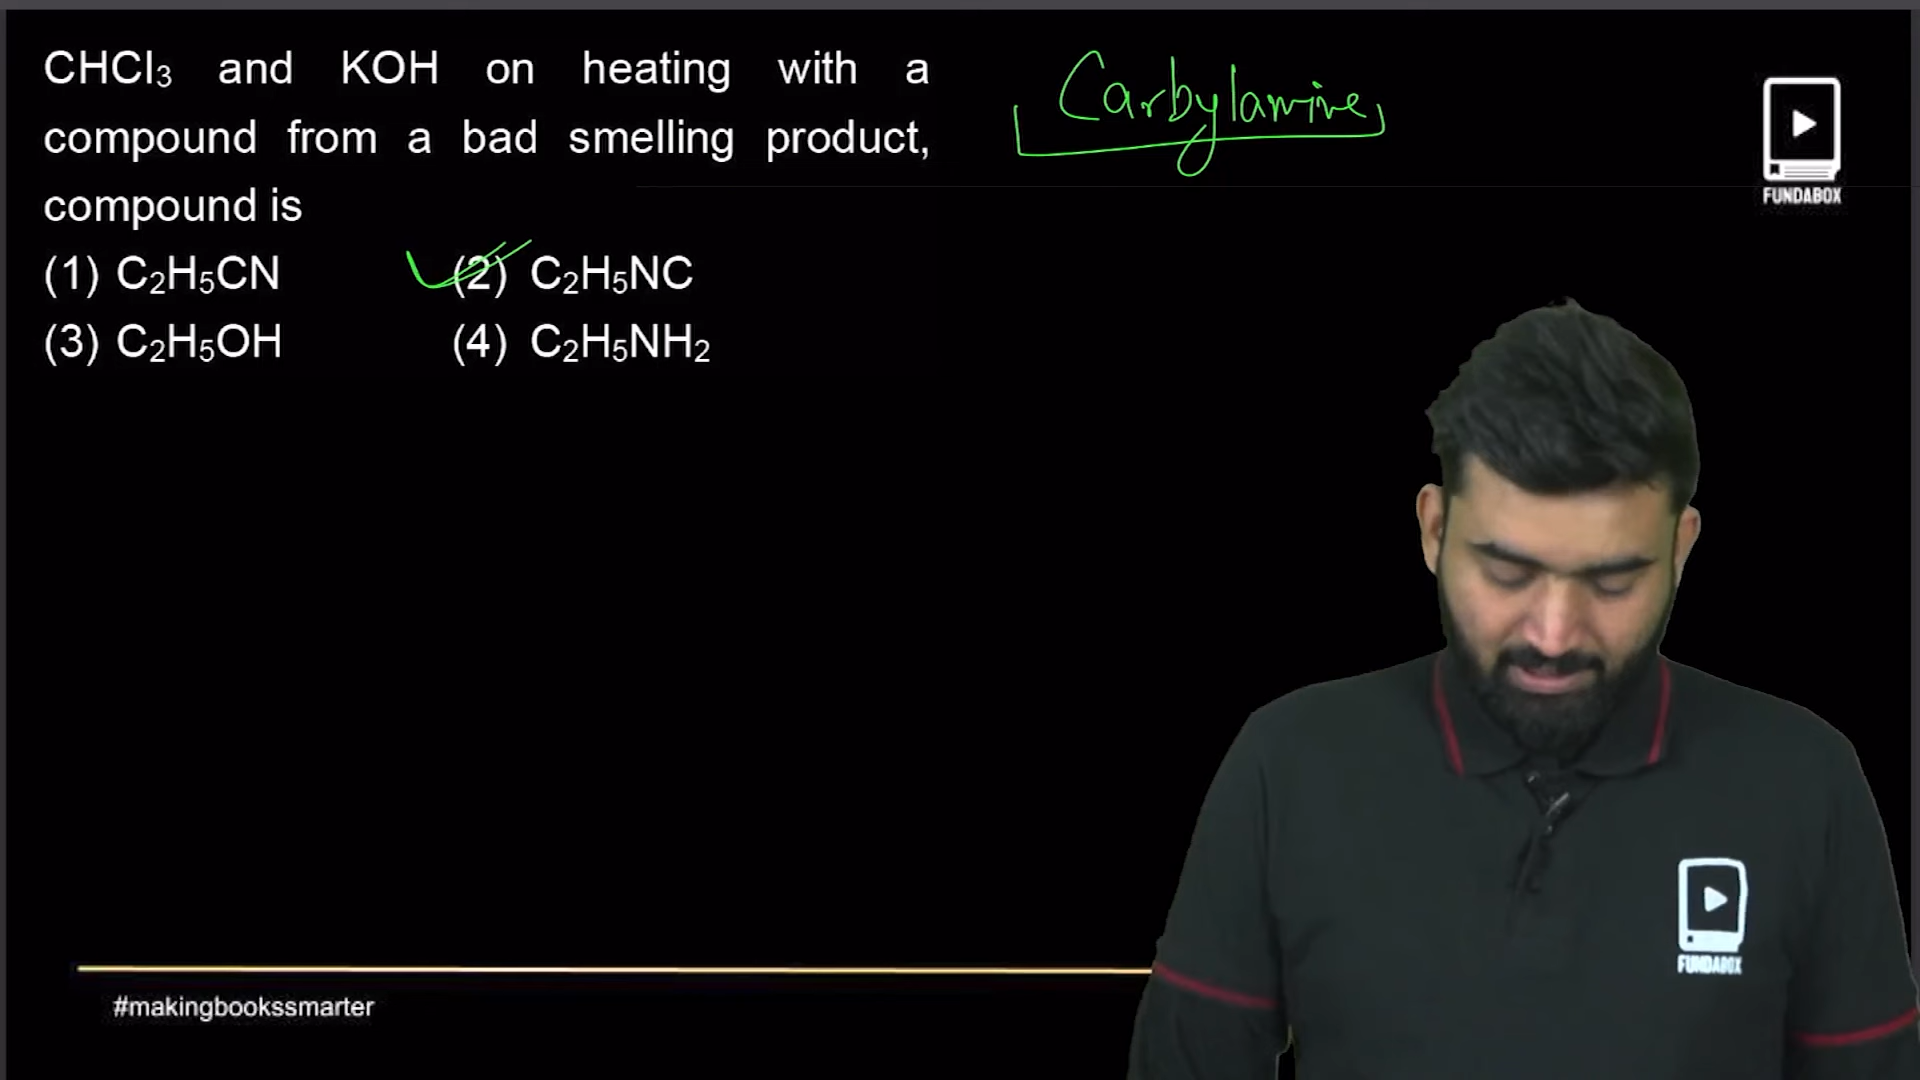 CHCl₃ and KOH on heating with a
compound from a bad smelling product,
compound is
(1) C₂H₅CN (2) C₂H₅NC
(3) C₂H₅OH (4) C₂H₅NH₂
Carbylamine
FUNDABOX
FUNDABOX
#makingbookssmarter